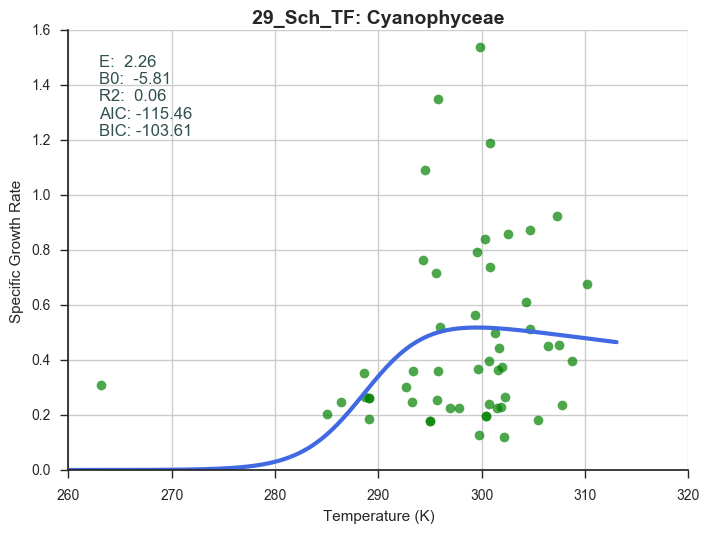 29_Sch_TF: Cyanophyceae
E:  2.26
B0:  -5.81
R2:  0.06
AIC: -115.46
BIC: -103.61
Specific Growth Rate
1.6
1.4
1.2
1.0
0.8
0.6
0.4
0.2
0.0
260 270 280 290 300 310 320
Temperature (K)